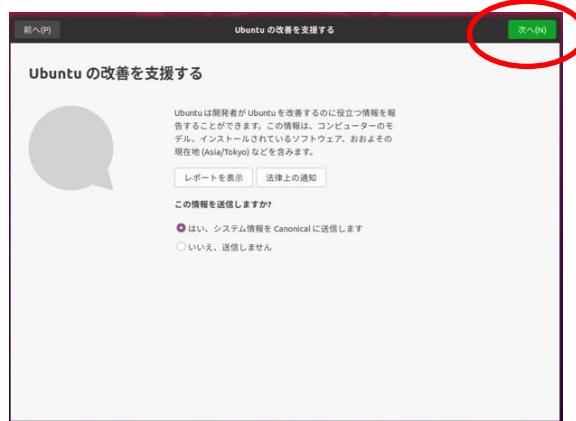 前へ(P)
Ubuntu の改善を支援する
次へ(N)
Ubuntu の改善を支援する
Ubuntu は開発者が Ubuntu を改善するのに役立つ情報を報
告することができます。この情報は、コンピューターのモ
デル、インストールされているソフトウェア、おおよその
現在地 (Asia/Tokyo) などを含みます。
レポートを表示
法律上の通知
この情報を送信しますか?
はい、システム情報を Canonical に送信します
いいえ、送信しません